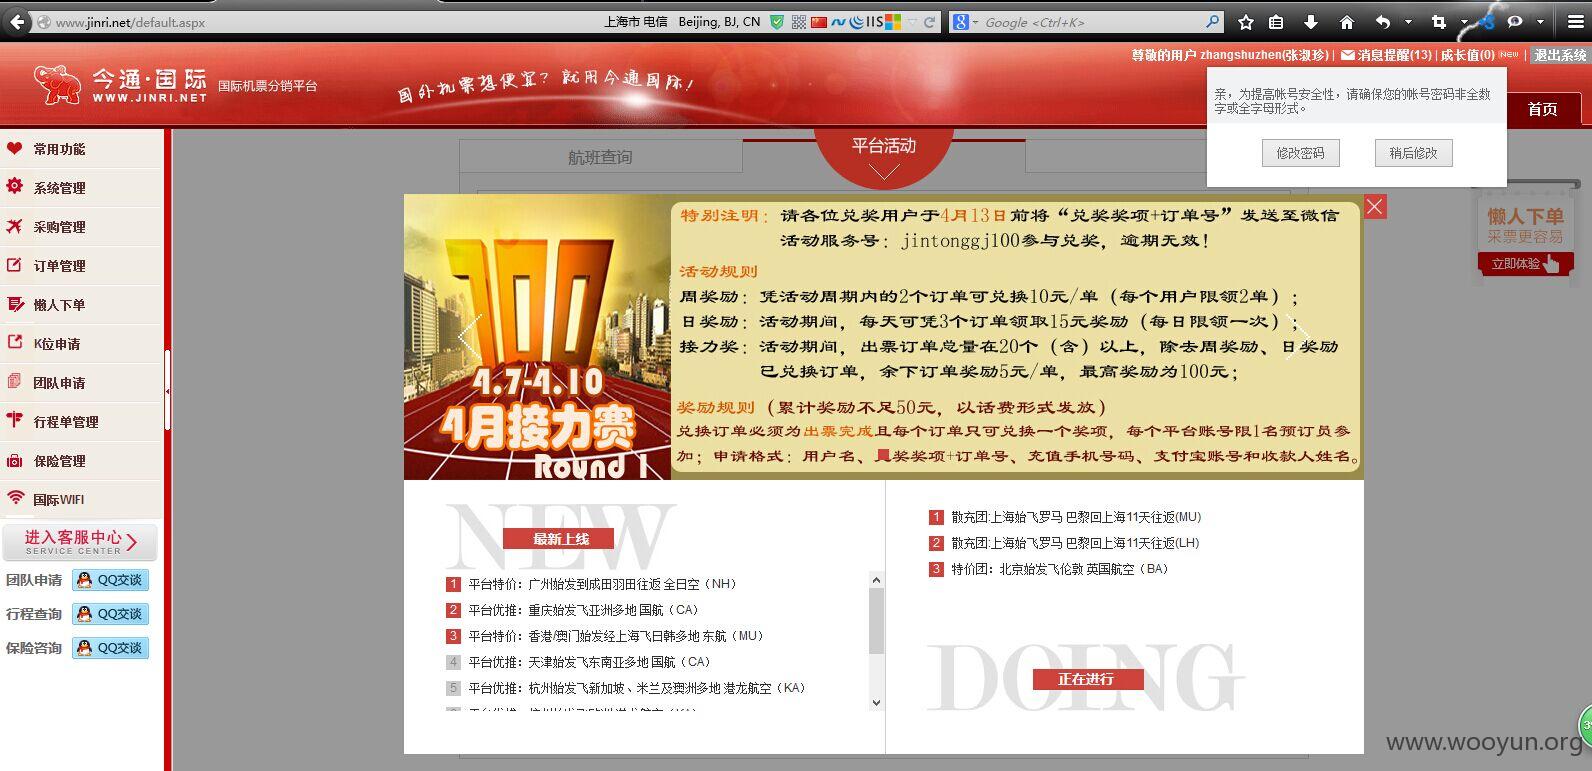 www.jinri.net/default.aspx
上海市 电信 Beijing, BJ, CN
IIS
Google <Ctrl+K>
尊敬的用户 zhangshuzhen(张淑珍) | 消息提醒(13) | 成长值(0) New | 退出系统
今通·国际
WWW.JINRI.NET
国际机票分销平台
国外机票想便宜? 就用今通国际!
亲，为提高帐号安全性，请确保您的帐号密码非全数
字或全字母形式。
修改密码 稍后修改
首页
常用功能
系统管理
采购管理
订单管理
懒人下单
K位申请
团队申请
行程单管理
保险管理
国际WIFI
进入客服中心
SERVICE CENTER
团队申请 QQ交谈
行程查询 QQ交谈
保险咨询 QQ交谈
航班查询
平台活动
懒人下单
采票更容易
立即体验
100
4.7-4.10
4月接力赛
Round 1
特别注明：请各位兑奖用户于4月13日前将“兑奖奖项+订单号”发送至微信
活动服务号：jintonggj100参与兑奖，逾期无效！
活动规则
周奖励：凭活动周期内的2个订单可兑换10元/单（每个用户限领2单）；
日奖励：活动期间，每天可凭3个订单领取15元奖励（每日限领一次）；
接力奖：活动期间，出票订单总量在20个（含）以上，除去周奖励、日奖励
已兑换订单，余下订单奖励5元/单，最高奖励为100元；
奖励规则（累计奖励不足50元，以话费形式发放）
兑换订单必须为出票完成且每个订单只可兑换一个奖项，每个平台账号限1名预订员参
加；申请格式：用户名、奖奖项+订单号、充值手机号码、支付宝账号和收款人姓名。
NEW
最新上线
1 平台特价：广州始发到成田羽田往返 全日空（NH）
2 平台优推：重庆始发飞亚洲多地 国航（CA）
3 平台特价：香港/澳门始发经上海飞日韩多地 东航（MU）
4 平台优推：天津始发飞东南亚多地 国航（CA）
5 平台优推：杭州始发飞新加坡、米兰及澳洲多地 港龙航空（KA）
1 散充团:上海始飞罗马 巴黎回上海11天往返(MU)
2 散充团:上海始飞罗马 巴黎回上海11天往返(LH)
3 特价团：北京始发飞伦敦 英国航空（BA）
DOING
正在进行
www.wooyun.org